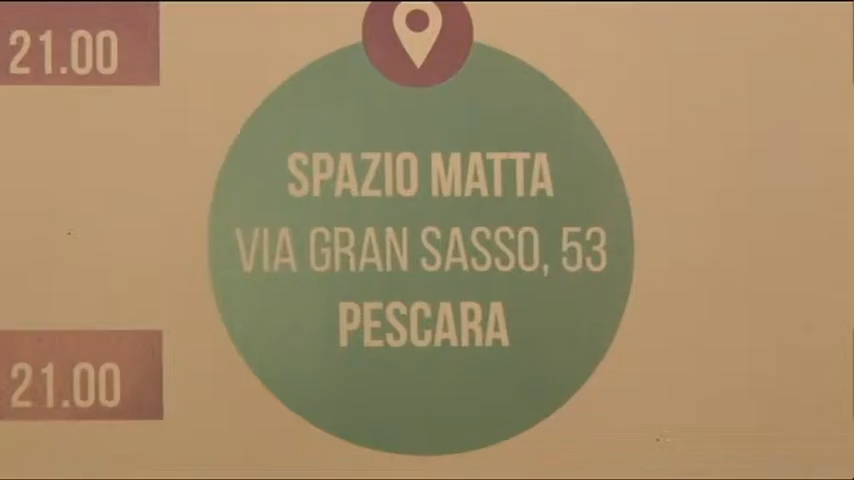 21.00
SPAZIO MATTA
VIA GRAN SASSO, 53
PESCARA
21.00